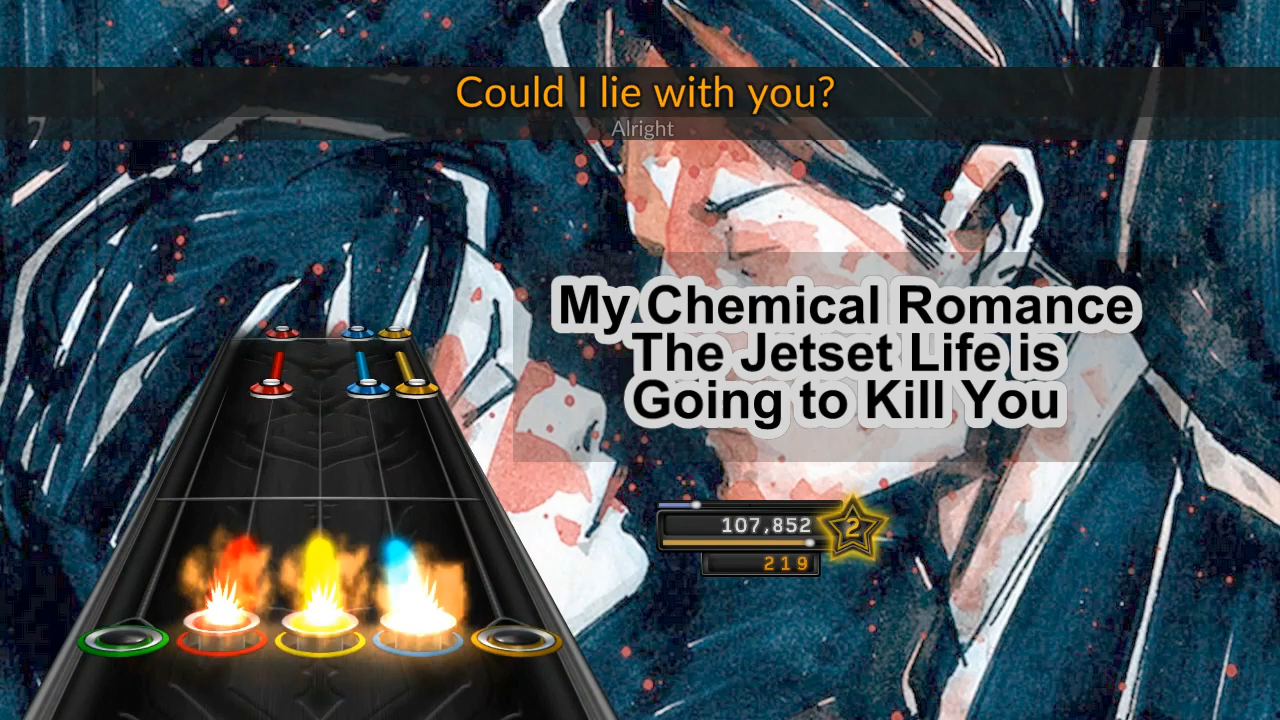 Could I lie with you?
Alright
My Chemical Romance
The Jetset Life is
Going to Kill You
107,852
2
219